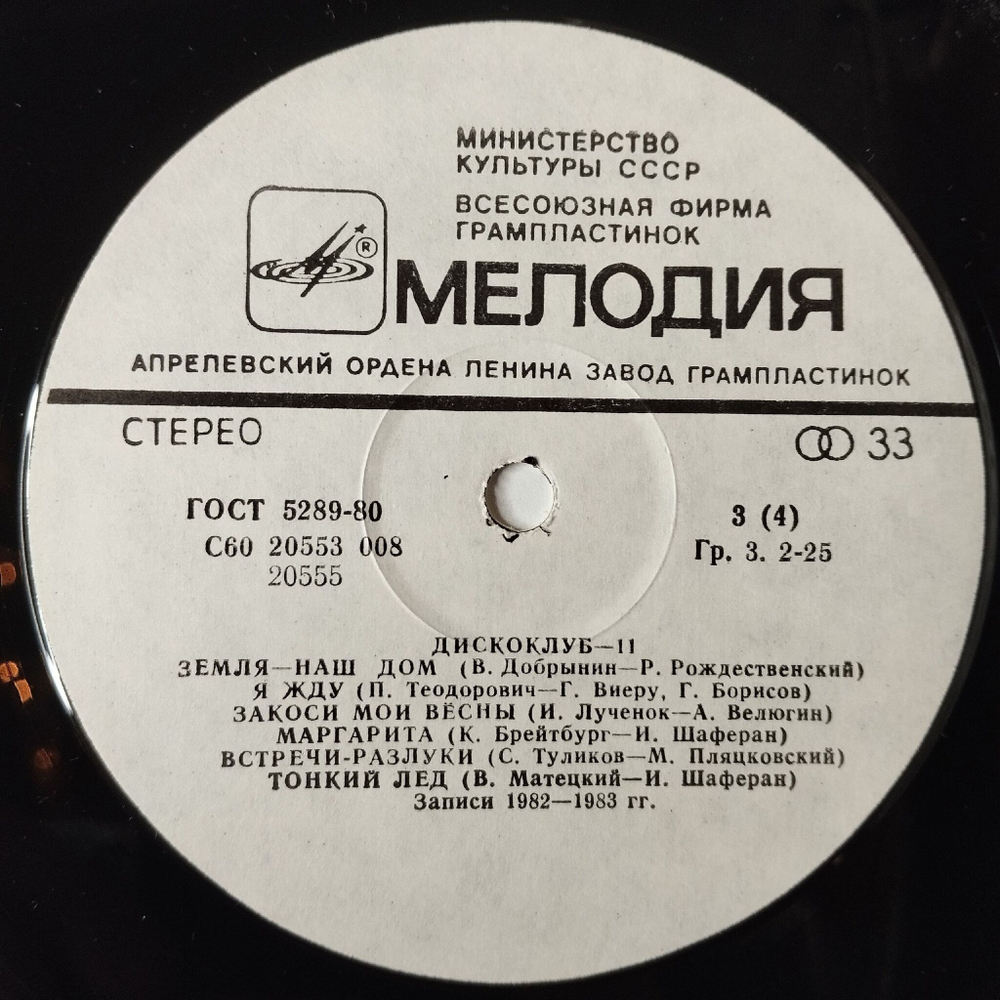 МИНИСТЕРСТВО
КУЛЬТУРЫ СССР
ВСЕСОЮЗНАЯ ФИРМА
ГРАМПЛАСТИНОК
®
МЕЛОДИЯ
АПРЕЛЕВСКИЙ ОРДЕНА ЛЕНИНА ЗАВОД ГРАМПЛАСТИНОК
СТЕРЕО
33
ГОСТ 5289-80
3 (4)
С60 20553 008
Гр. 3. 2-25
20555
ДИСКОКЛУБ—11
ЗЕМЛЯ—НАШ ДОМ (В. Добрынин—Р. Рождественский)
Я ЖДУ (П. Теодорович—Г. Виеру, Г. Борисов)
ЗАКОСИ МОИ ВЁСНЫ (И. Лученок—А. Велюгин)
МАРГАРИТА (К. Брейтбург—И. Шаферан)
ВСТРЕЧИ-РАЗЛУКИ (С. Туликов—М. Пляцковский)
ТОНКИЙ ЛЕД (В. Матецкий—И. Шаферан)
Записи 1982—1983 гг.